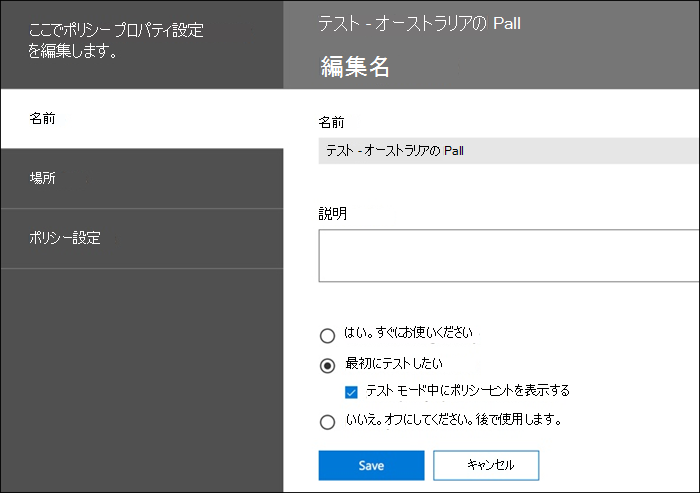 ここでポリシー プロパティ設定
を編集します。
テスト - オーストラリアの Pall
編集名
名前
場所
ポリシー設定
名前
テスト - オーストラリアの Pall
説明
はい。すぐにお使いください
最初にテストしたい
テスト モード中にポリシーヒントを表示する
いいえ。オフにしてください。後で使用します。
Save
キャンセル